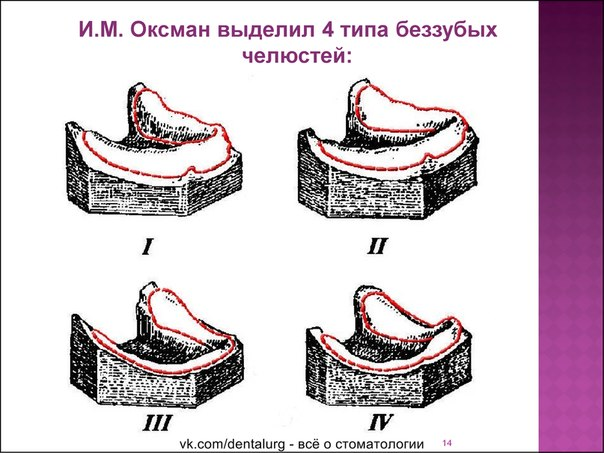 И.М. Оксман выделил 4 типа беззубых
челюстей:
I
II
III
IV
vk.com/dentalurg - всё о стоматологии
14